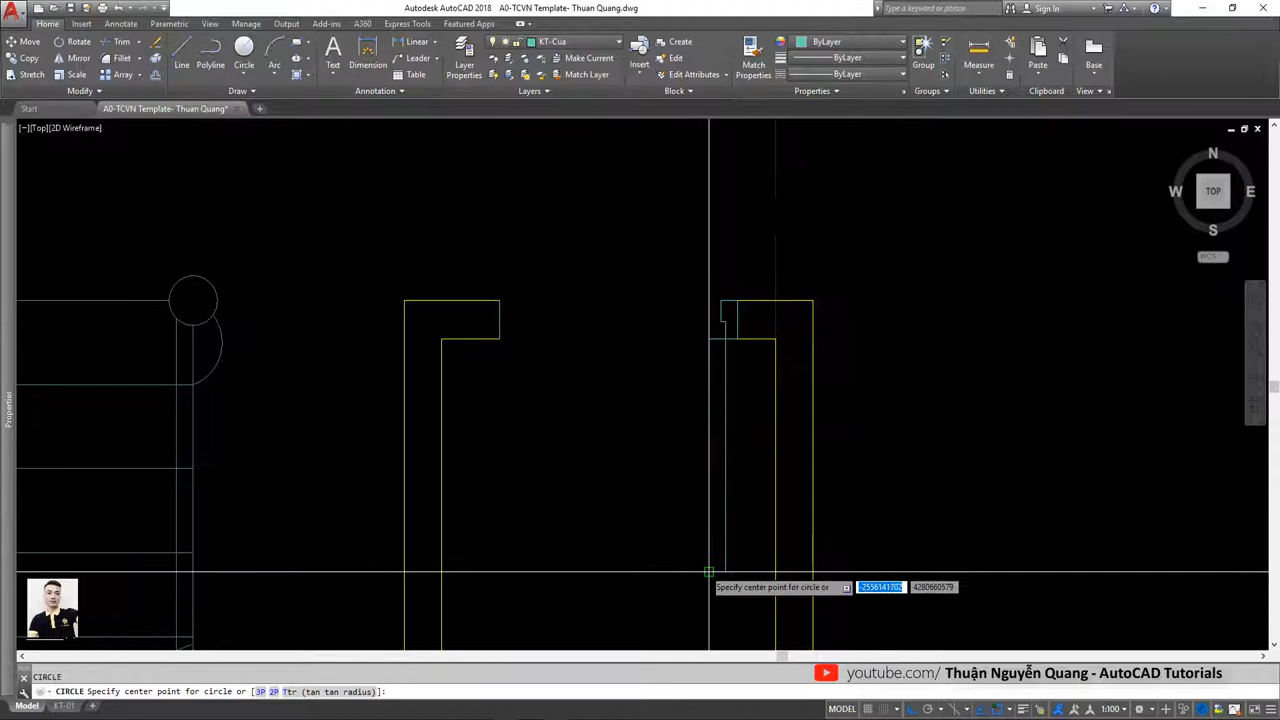 Autodesk AutoCAD 2018 A0-TCVN Template- Thuan Quang.dwg
Type a keyword or phrase
Sign In
Home Insert Annotate Parametric View Manage Output Add-ins A360 Express Tools Featured Apps
Move Rotate Trim
Copy Mirror Fillet
Stretch Scale Array
Modify
Line Polyline Circle Arc
Draw
Text Dimension
Linear
Leader
Table
Annotation
Layer Properties
KT-Cua
Make Current
Match Layer
Layers
Insert
Create
Edit
Edit Attributes
Block
Match Properties
ByLayer
ByLayer
ByLayer
Properties
Group
Groups
Measure
Utilities
Paste
Clipboard
Base
View
Start A0-TCVN Template- Thuan Quang*
[−][Top][2D Wireframe]
N
W TOP E
S
WCS
Properties
Specify center point for circle or -2556141702 4280660579
CIRCLE
CIRCLE Specify center point for circle or [3P 2P Ttr (tan tan radius)]:
youtube.com/ Thuận Nguyễn Quang - AutoCAD Tutorials
Model KT-01 +
MODEL 1:100